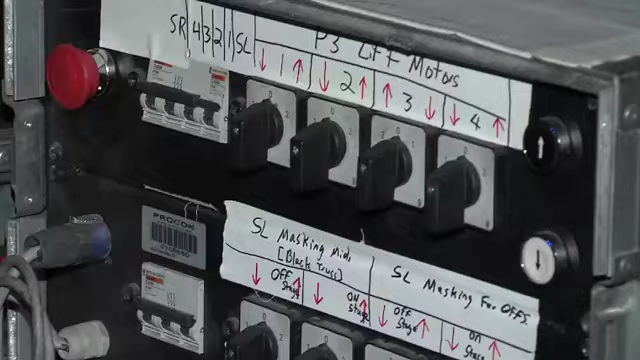 SR 4 3 2 1 SL
P3 Lift Motors
1 2 3 4
PROCON
SL Masking Mids
[Black Truss]
OFF Stage
ON Stage
SL Masking For OFFS.
OFF Stage
ON Stage